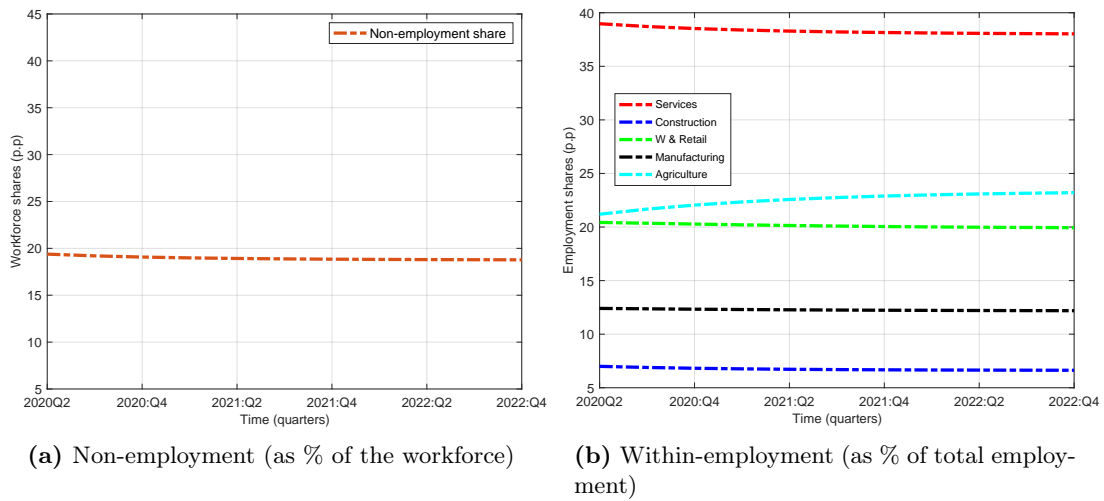 45
40
35
30
25
20
15
10
5
Workforce shares (p.p)
Non-employment share
2020Q2 2020:Q4 2021:Q2 2021:Q4 2022:Q2 2022:Q4
Time (quarters)
(a) Non-employment (as % of the workforce)
40
35
30
25
20
15
10
5
Employment shares (p.p)
Services
Construction
W & Retail
Manufacturing
Agriculture
2020Q2 2020:Q4 2021:Q2 2021:Q4 2022:Q2 2022:Q4
Time (quarters)
(b) Within-employment (as % of total employ-
ment)